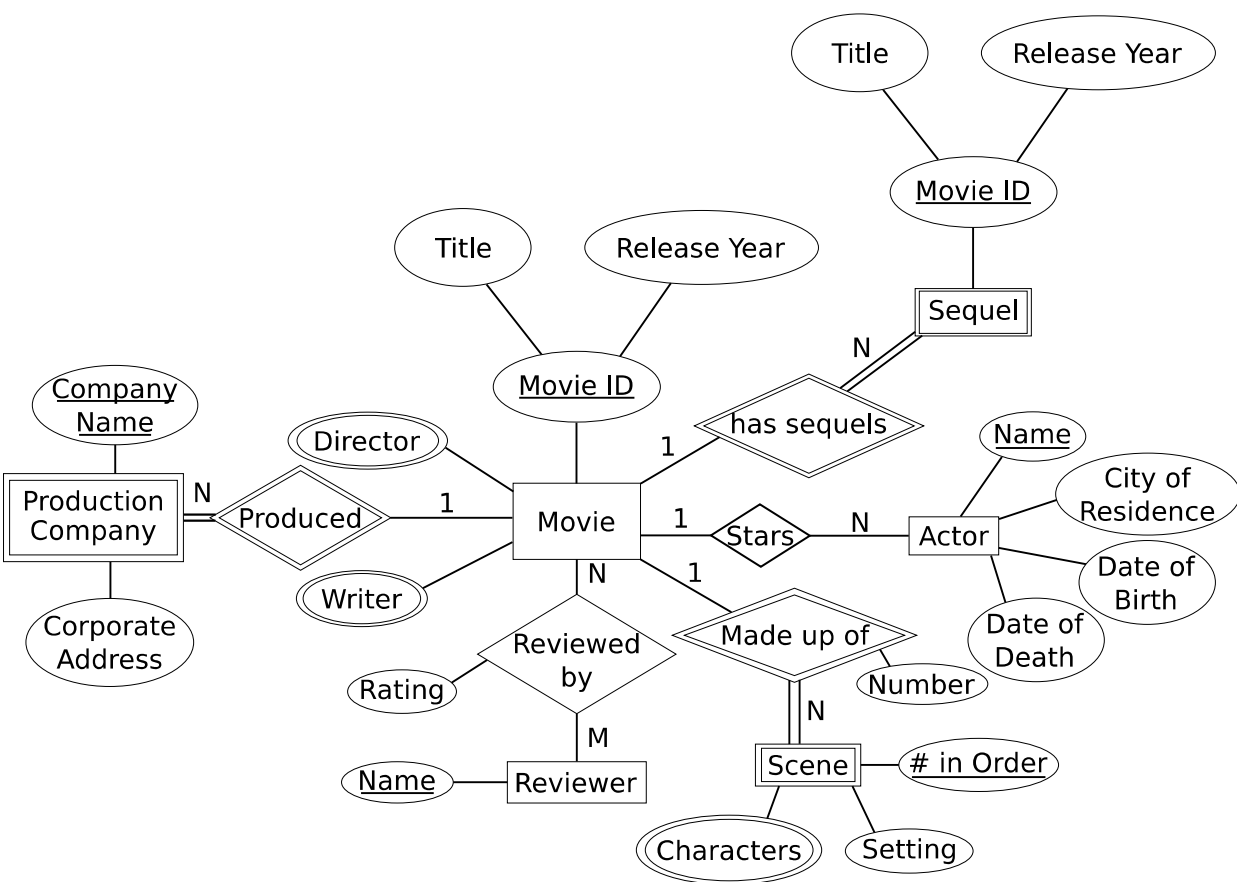 Title
Release Year
Movie ID
Title
Release Year
Sequel
Movie ID
N
Company
Name
Director
has sequels
Name
1
City of
Residence
Production
Company
N
Produced
1
Movie
1
Stars
N
Actor
Date of
Birth
Writer
N
1
Corporate
Address
Reviewed
by
Made up of
Date of
Death
Rating
Number
N
M
Name
Reviewer
Scene
# in Order
Characters
Setting